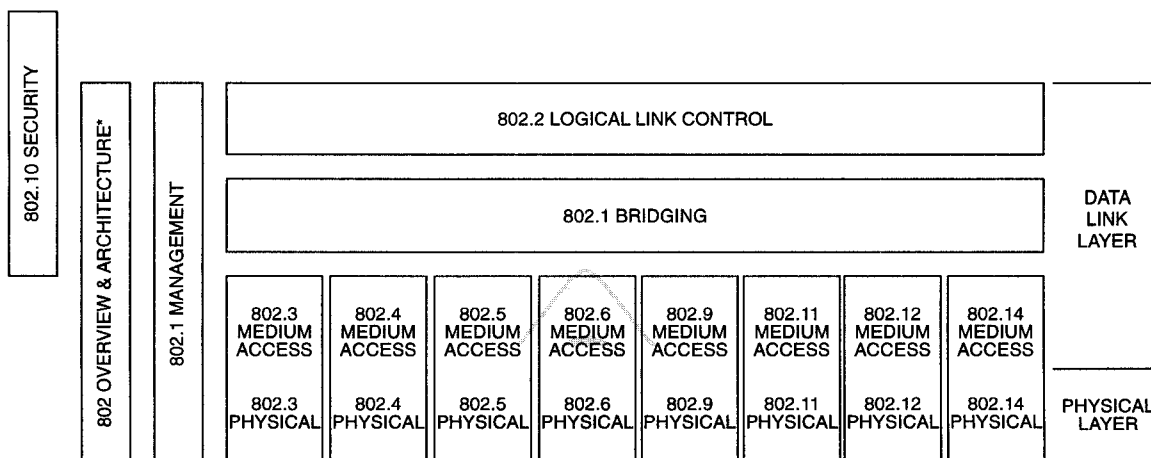 802.10 SECURITY
802 OVERVIEW & ARCHITECTURE*
802.1 MANAGEMENT
802.2 LOGICAL LINK CONTROL
802.1 BRIDGING
DATA
LINK
LAYER
802.3
MEDIUM
ACCESS
802.3
PHYSICAL
802.4
MEDIUM
ACCESS
802.4
PHYSICAL
802.5
MEDIUM
ACCESS
802.5
PHYSICAL
802.6
MEDIUM
ACCESS
802.6
PHYSICAL
802.9
MEDIUM
ACCESS
802.9
PHYSICAL
802.11
MEDIUM
ACCESS
802.11
PHYSICAL
802.12
MEDIUM
ACCESS
802.12
PHYSICAL
802.14
MEDIUM
ACCESS
802.14
PHYSICAL
PHYSICAL
LAYER